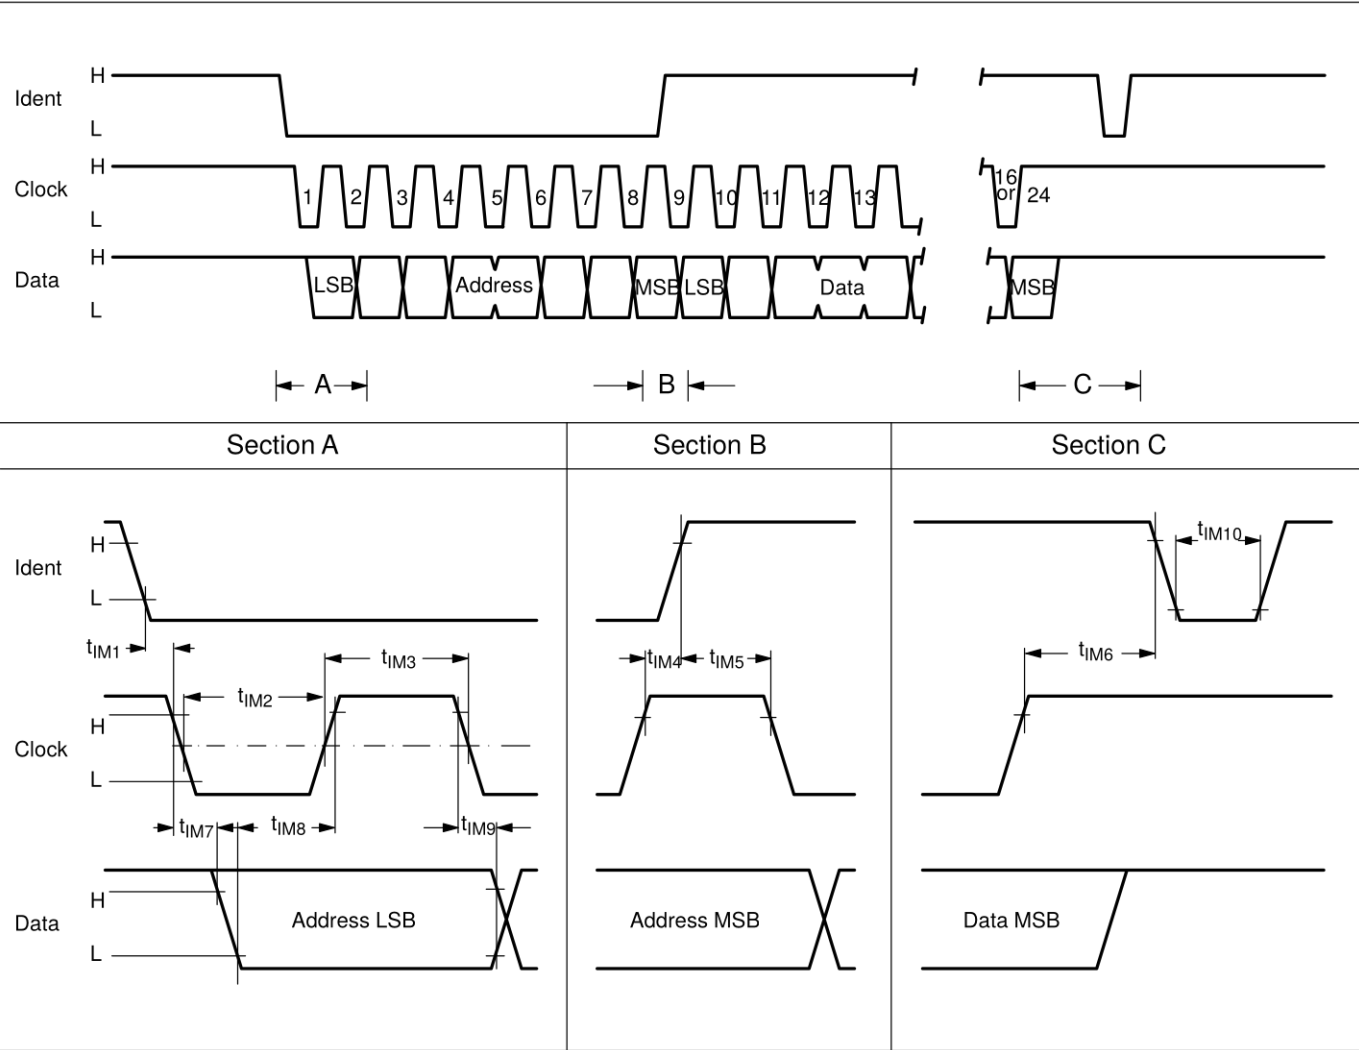 H
Ident
L
H
Clock 1 2 3 4 5 6 7 8 9 10 11 12 13 16 or 24
L
H
Data LSB Address MSB LSB Data MSB
L
A B C
Section A Section B Section C
H tIM10
Ident
L
tIM1 tIM3 tIM4 tIM5 tIM6
tIM2
H
Clock
L
tIM7 tIM8 tIM9
H
Data Address LSB Address MSB Data MSB
L